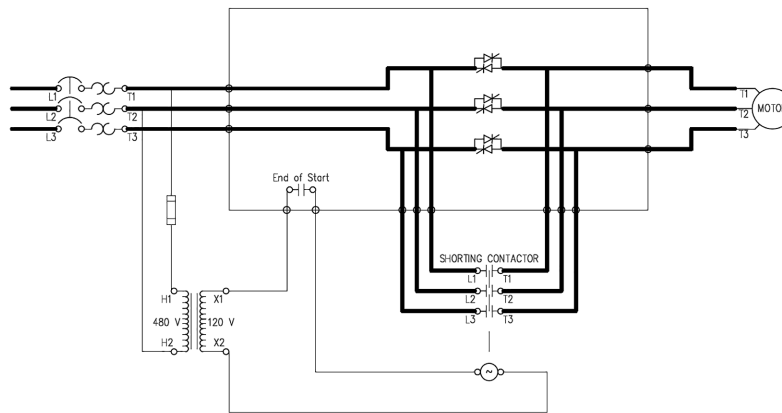 L1 T1
L2 T2
L3 T3
T1
T2
T3
MOTO
End of Start
SHORTING CONTACTOR
L1 T1
L2 T2
L3 T3
H1 X1
480 V 120 V
H2 X2
~